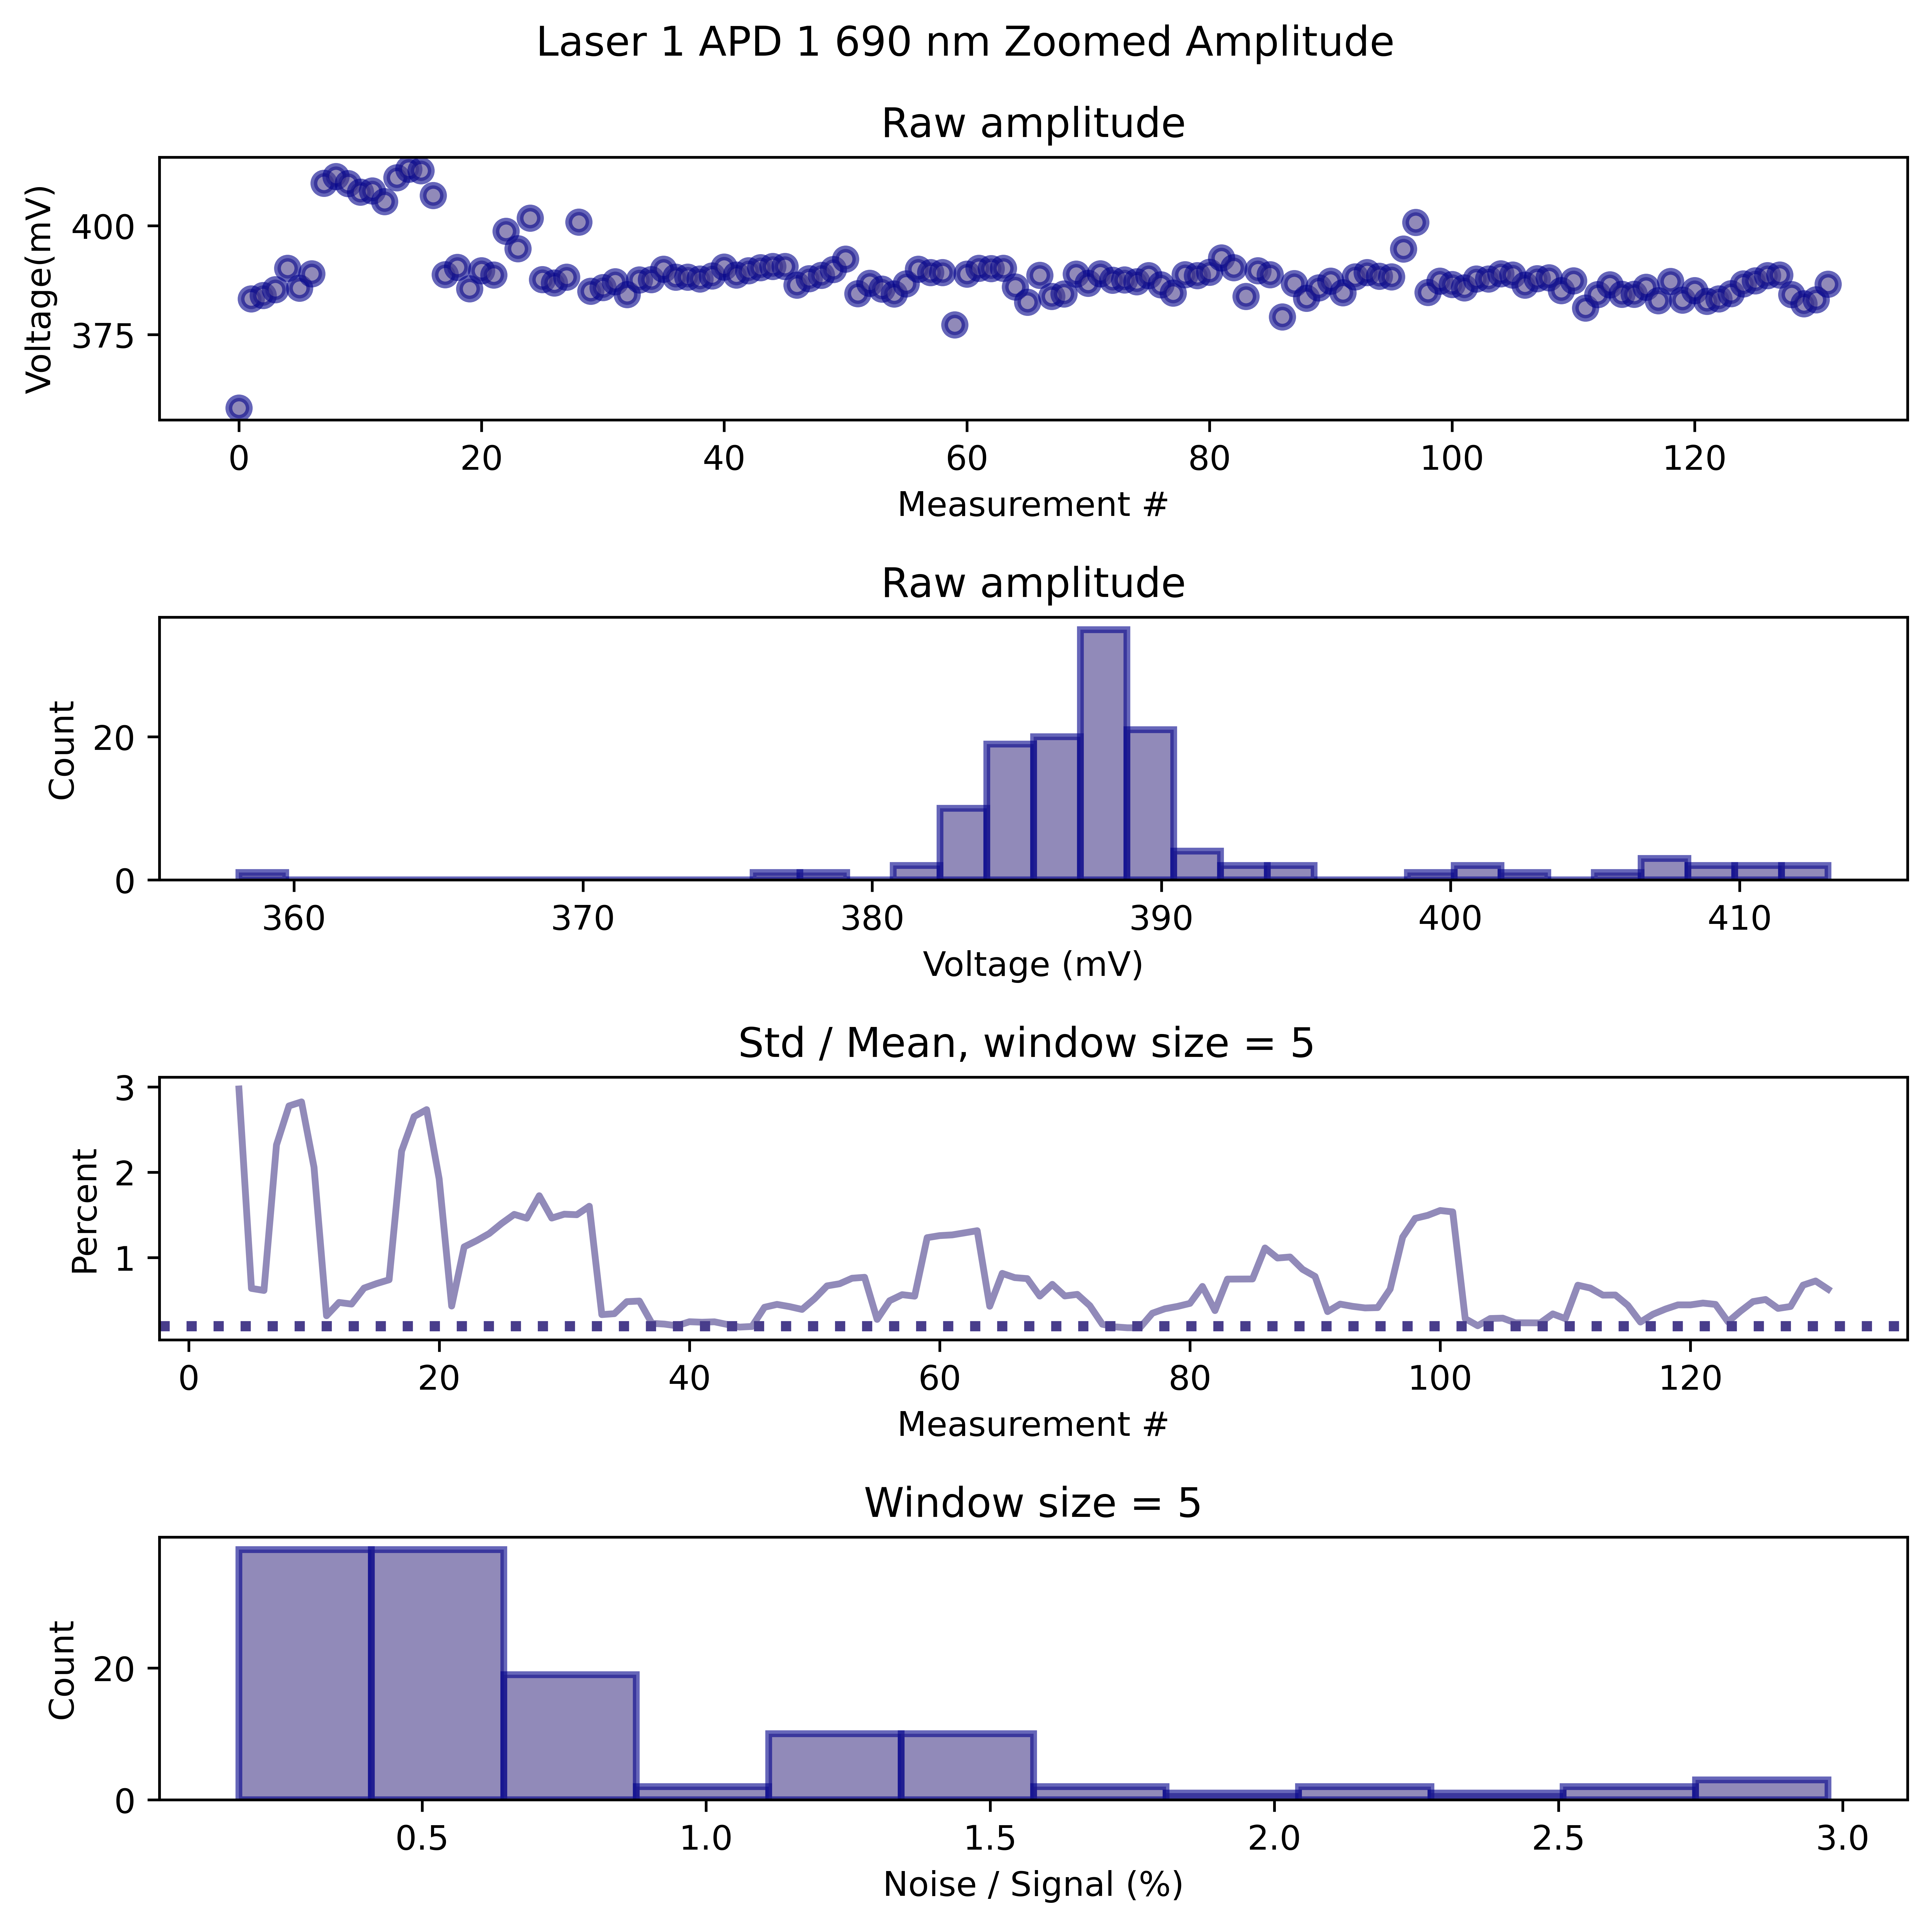 Laser 1 APD 1 690 nm Zoomed Amplitude
Raw amplitude
Voltage(mV)
400
375
0 20 40 60 80 100 120
Measurement #
Raw amplitude
Count
20
0
360 370 380 390 400 410
Voltage (mV)
Std / Mean, window size = 5
Percent
3
2
1
0 20 40 60 80 100 120
Measurement #
Window size = 5
Count
20
0
0.5 1.0 1.5 2.0 2.5 3.0
Noise / Signal (%)